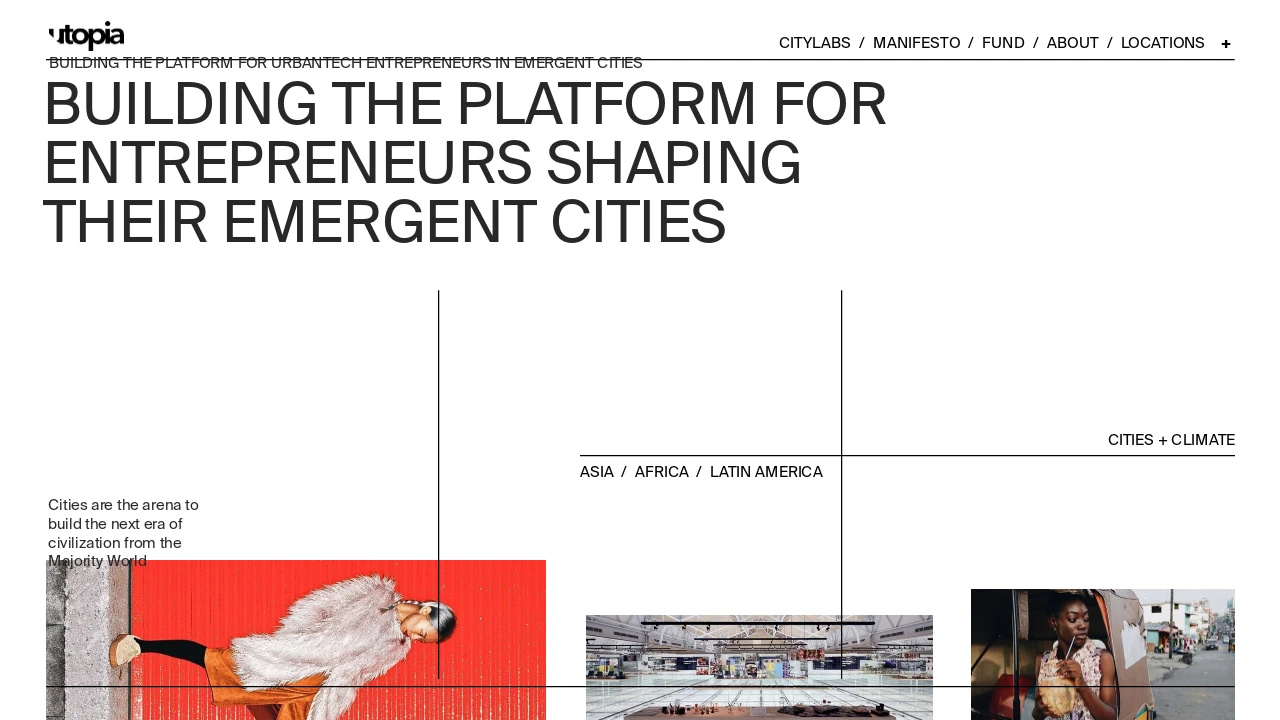 utopia
CITYLABS / MANIFESTO / FUND / ABOUT / LOCATIONS +
BUILDING THE PLATFORM FOR URBANTECH ENTREPRENEURS IN EMERGENT CITIES
BUILDING THE PLATFORM FOR
ENTREPRENEURS SHAPING
THEIR EMERGENT CITIES
CITIES + CLIMATE
ASIA / AFRICA / LATIN AMERICA
Cities are the arena to
build the next era of
civilization from the
Majority World